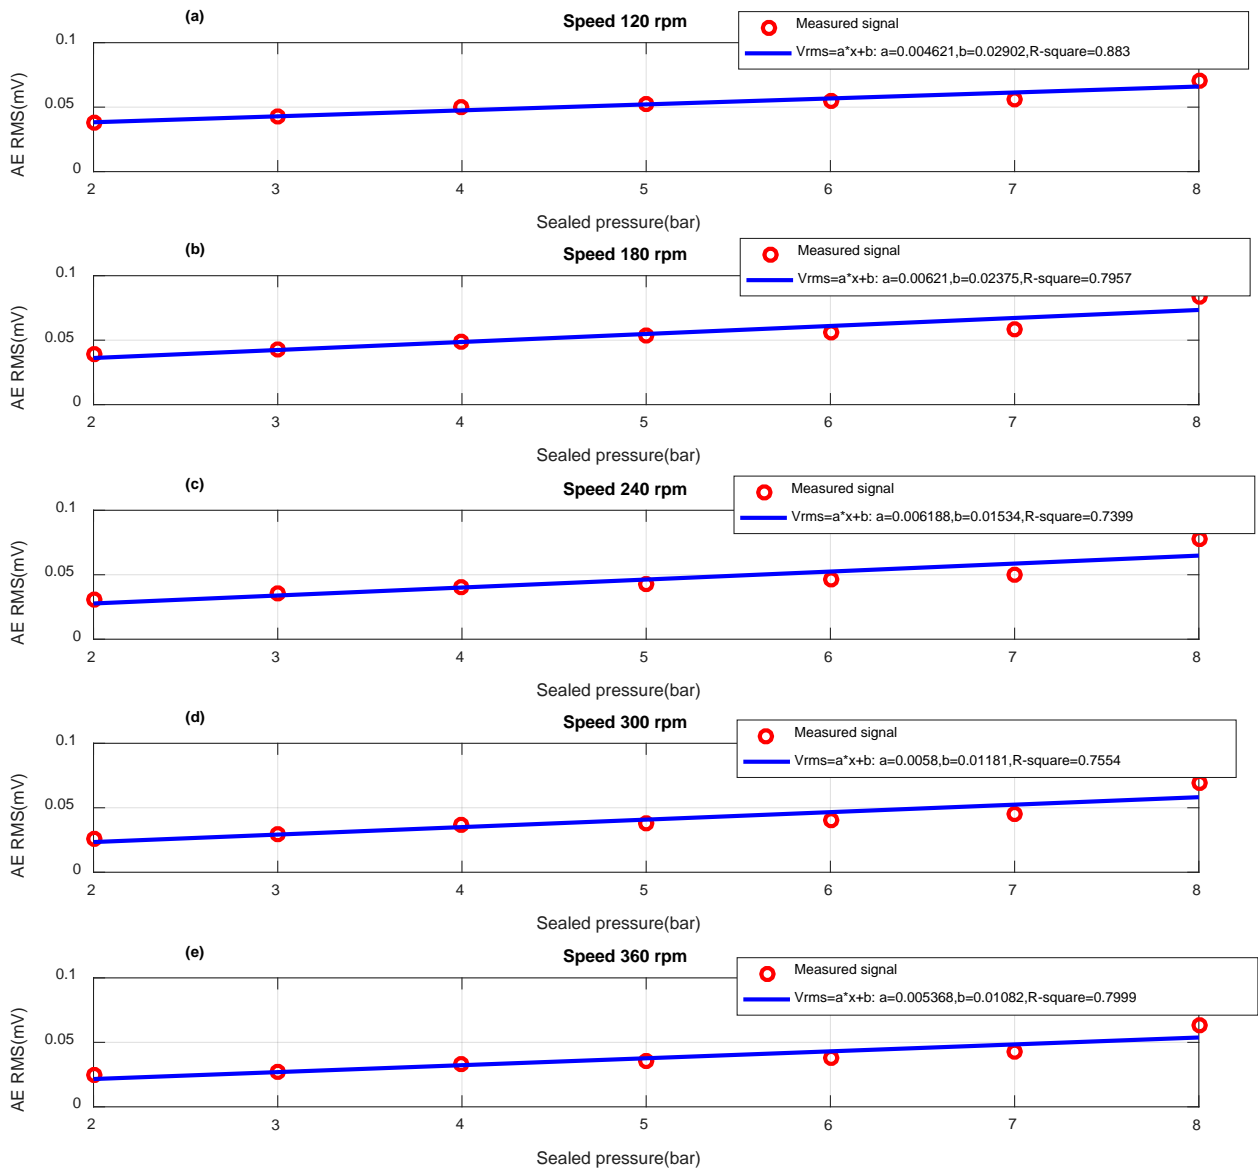 (a)
Speed 120 rpm
Measured signal
Vrms=a*x+b: a=0.004621,b=0.02902,R-square=0.883
0.1
0.05
0
AE RMS(mV)
2 3 4 5 6 7 8
Sealed pressure(bar)
(b)
Speed 180 rpm
Measured signal
Vrms=a*x+b: a=0.00621,b=0.02375,R-square=0.7957
0.1
0.05
0
AE RMS(mV)
2 3 4 5 6 7 8
Sealed pressure(bar)
(c)
Speed 240 rpm
Measured signal
Vrms=a*x+b: a=0.006188,b=0.01534,R-square=0.7399
0.1
0.05
0
AE RMS(mV)
2 3 4 5 6 7 8
Sealed pressure(bar)
(d)
Speed 300 rpm
Measured signal
Vrms=a*x+b: a=0.0058,b=0.01181,R-square=0.7554
0.1
0.05
0
AE RMS(mV)
2 3 4 5 6 7 8
Sealed pressure(bar)
(e)
Speed 360 rpm
Measured signal
Vrms=a*x+b: a=0.005368,b=0.01082,R-square=0.7999
0.1
0.05
0
AE RMS(mV)
2 3 4 5 6 7 8
Sealed pressure(bar)